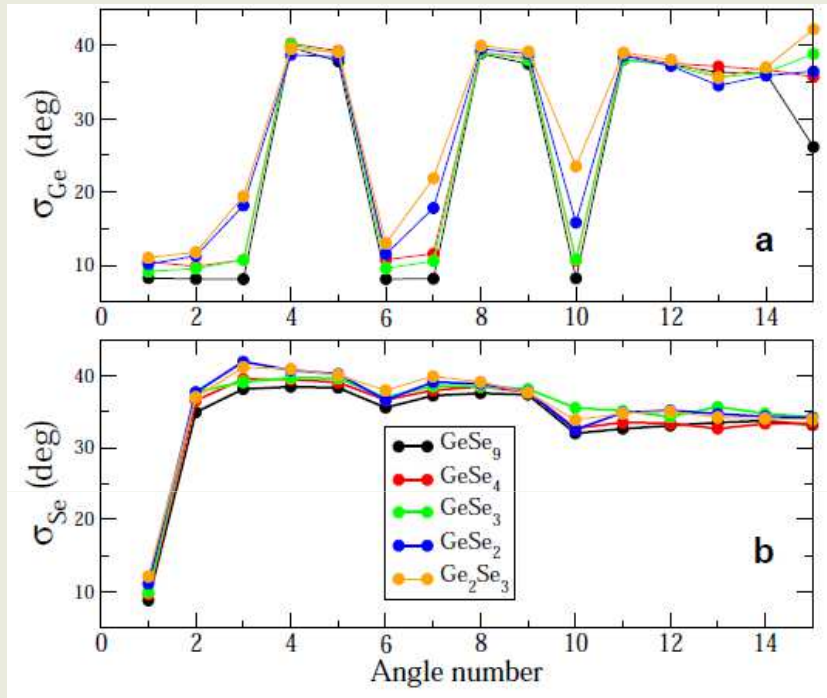 40
30
20
10
σGe (deg)
a
0 2 4 6 8 10 12 14
40
30
20
10
σSe (deg)
GeSe9
GeSe4
GeSe3
GeSe2
Ge2Se3
b
0 2 4 6 8 10 12 14
Angle number